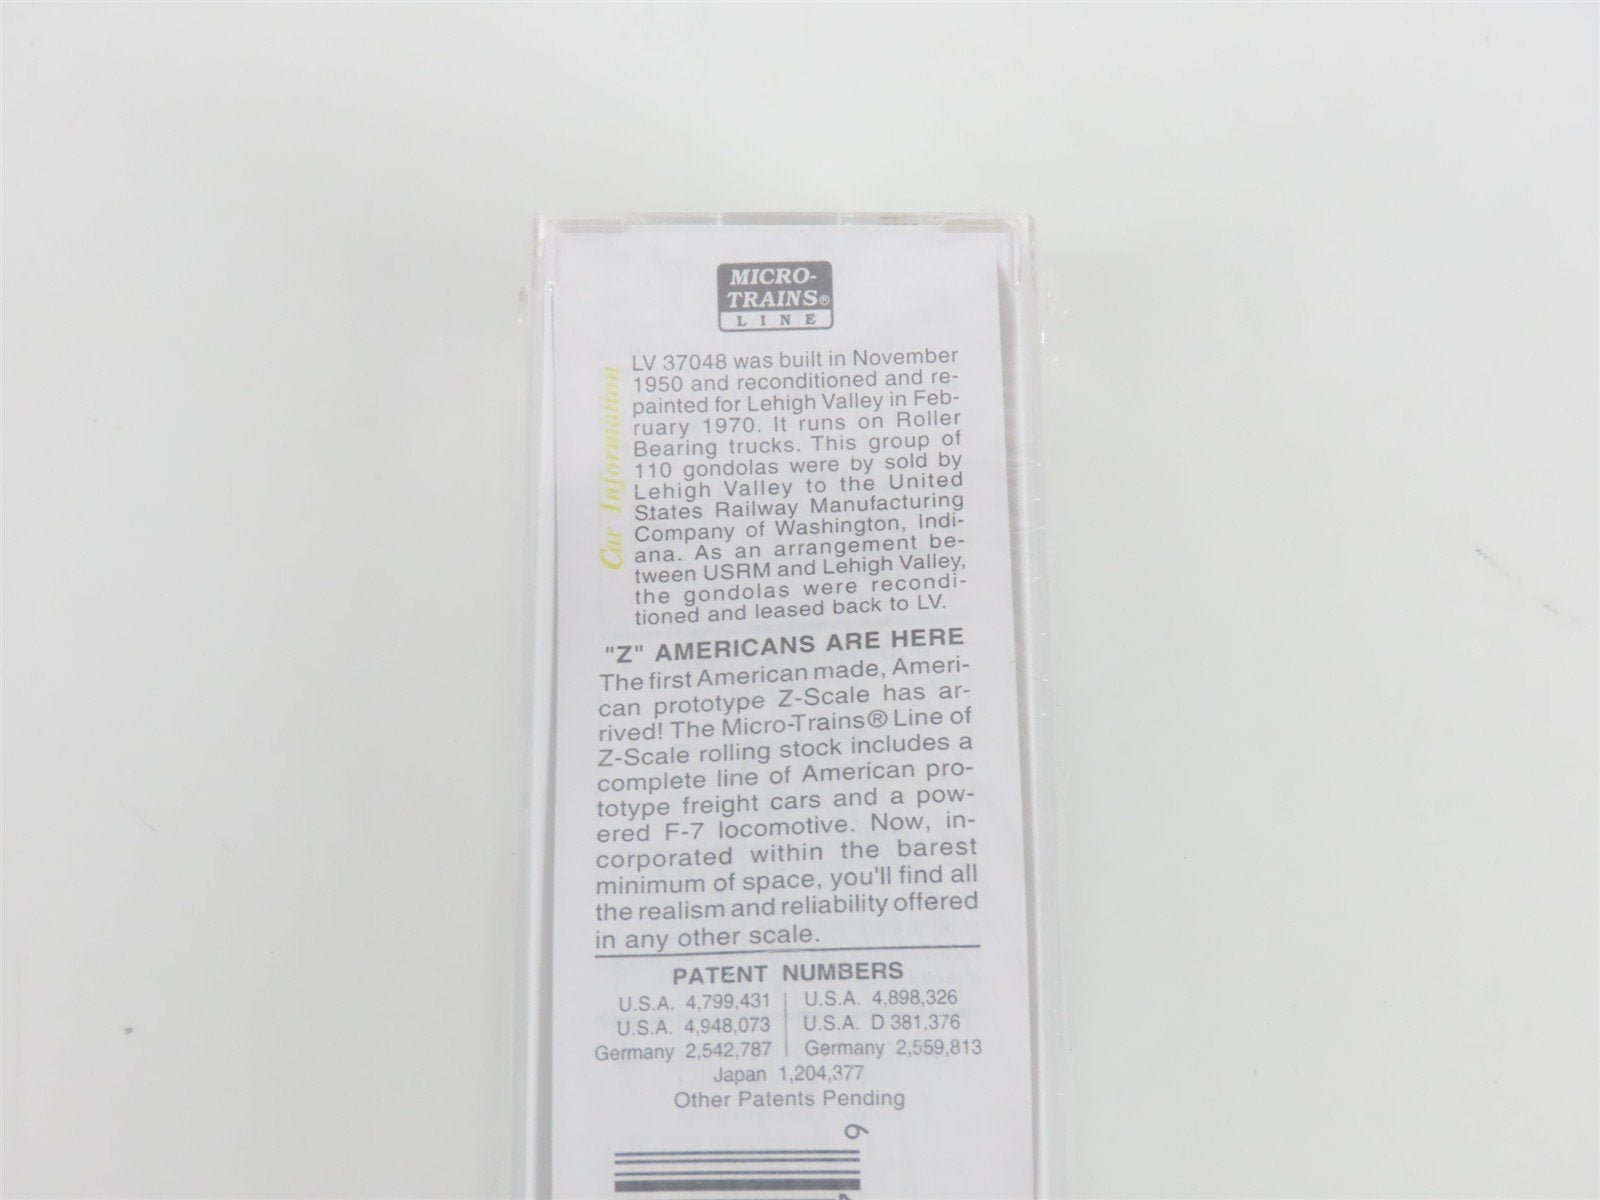 MICRO-
TRAINS®
LINE
Car Information
LV 37048 was built in November
1950 and reconditioned and re-
painted for Lehigh Valley in Feb-
ruary 1970. It runs on Roller
Bearing trucks. This group of
110 gondolas were by sold by
Lehigh Valley to the United
States Railway Manufacturing
Company of Washington, Indi-
ana. As an arrangement be-
tween USRM and Lehigh Valley,
the gondolas were recondi-
tioned and leased back to LV.
"Z" AMERICANS ARE HERE
The first American made, Ameri-
can prototype Z-Scale has ar-
rived! The Micro-Trains® Line of
Z-Scale rolling stock includes a
complete line of American pro-
totype freight cars and a pow-
ered F-7 locomotive. Now, in-
corporated within the barest
minimum of space, you'll find all
the realism and reliability offered
in any other scale.
PATENT NUMBERS
U.S.A. 4,799,431 | U.S.A. 4,898,326
U.S.A. 4,948,073 | U.S.A. D 381,376
Germany 2,542,787 | Germany 2,559,813
Japan 1,204,377
Other Patents Pending
6